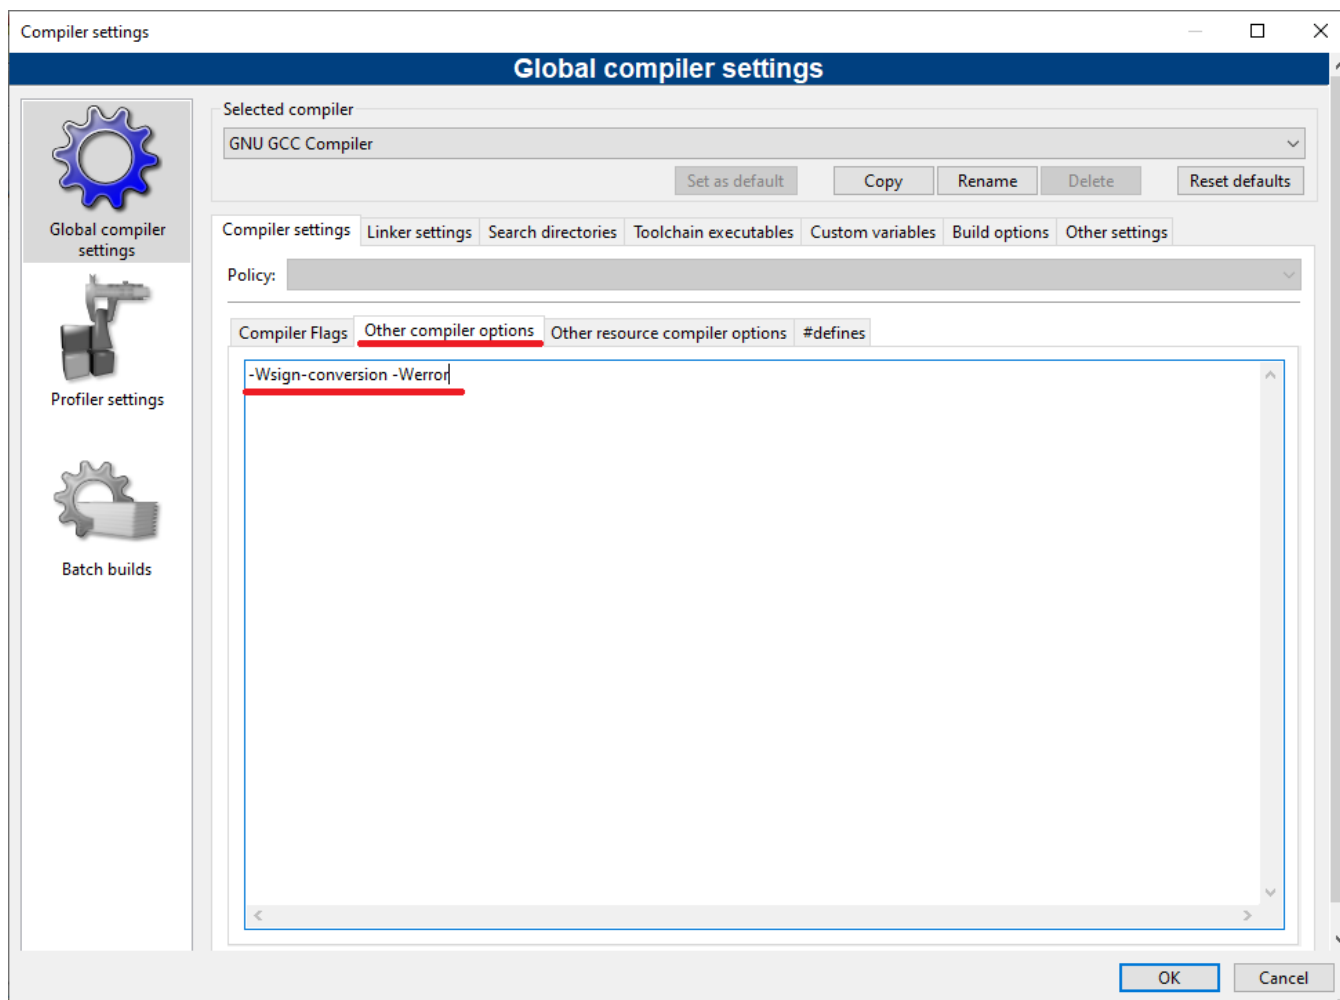 Compiler settings
Global compiler settings
Global compiler
settings
Profiler settings
Batch builds
Selected compiler
GNU GCC Compiler
Set as default Copy Rename Delete Reset defaults
Compiler settings Linker settings Search directories Toolchain executables Custom variables Build options Other settings
Policy:
Compiler Flags Other compiler options Other resource compiler options #defines
-Wsign-conversion -Werror
OK Cancel